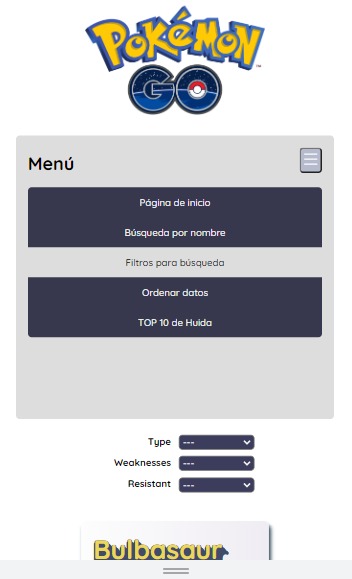 POKÉMON
GO
Menú
Página de inicio
Búsqueda por nombre
Filtros para búsqueda
Ordenar datos
TOP 10 de Huida
Type ---
Weaknesses ---
Resistant ---
Bulbasaur